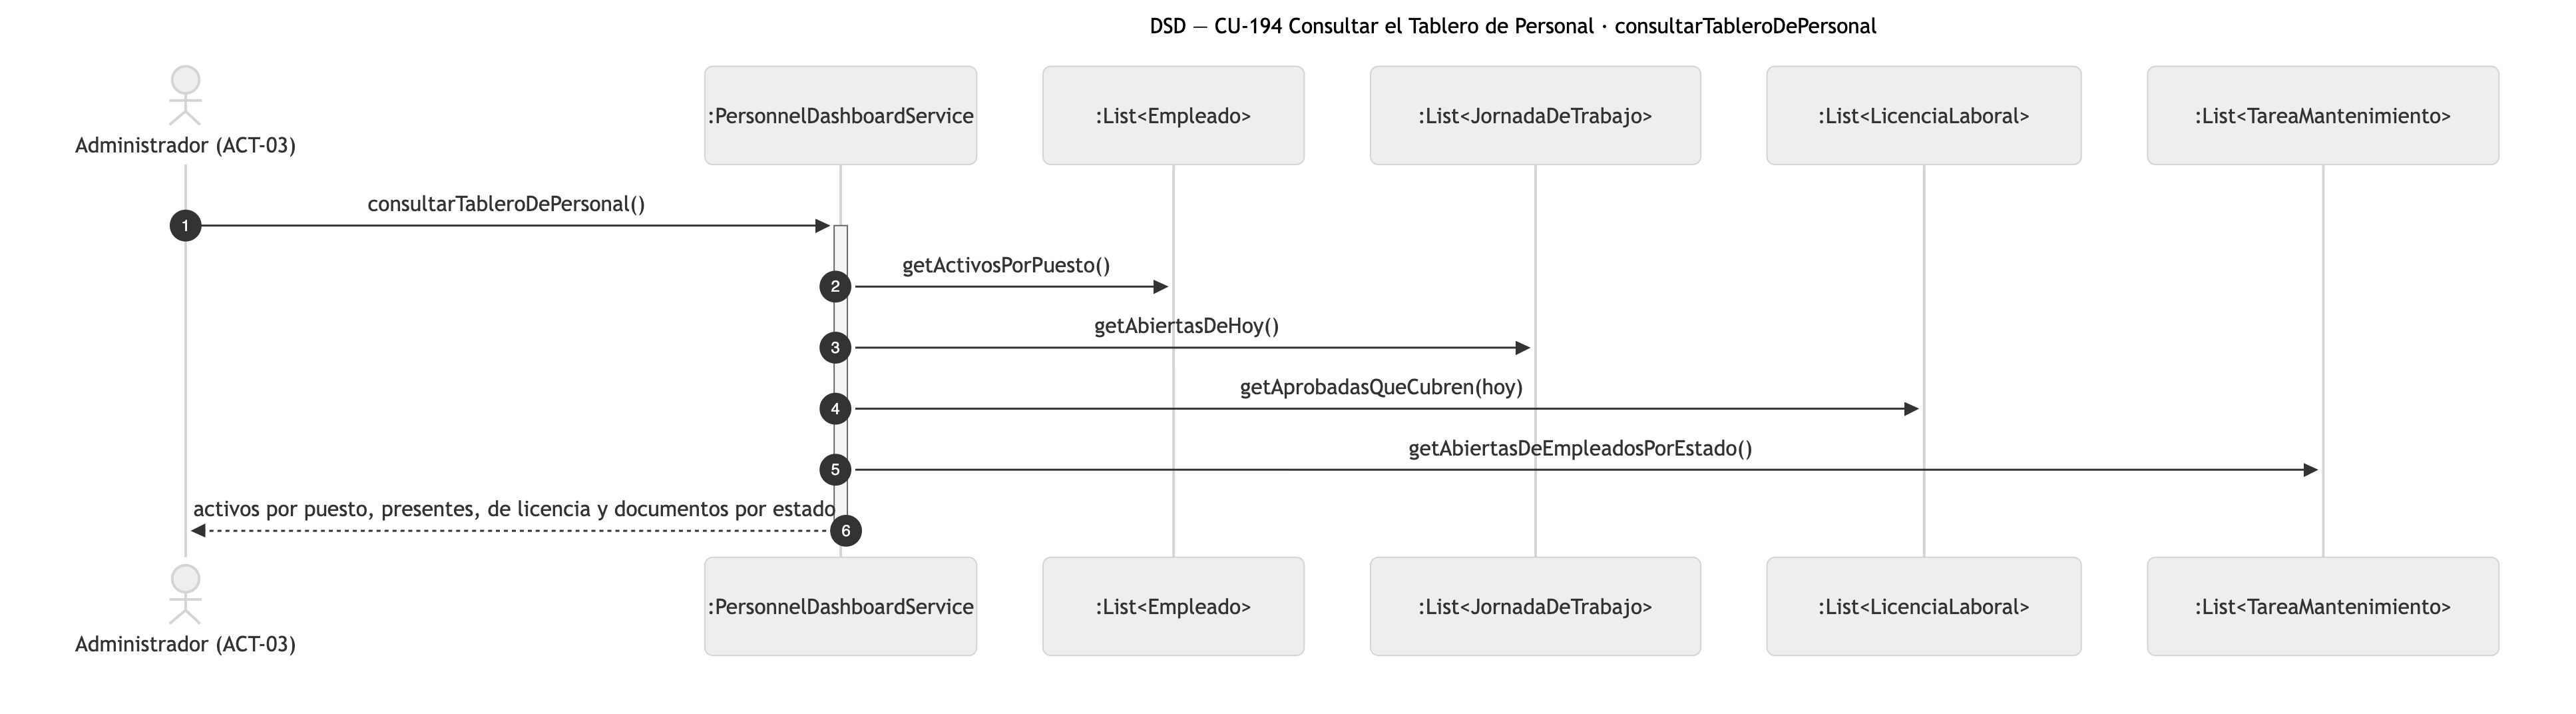 DSD — CU-194 Consultar el Tablero de Personal · consultarTableroDePersonal
Administrador (ACT-03)
:PersonnelDashboardService
:List<Empleado>
:List<JornadaDeTrabajo>
:List<LicenciaLaboral>
:List<TareaMantenimiento>
consultarTableroDePersonal()
1
getActivosPorPuesto()
2
getAbiertasDeHoy()
3
getAprobadasQueCubren(hoy)
4
getAbiertasDeEmpleadosPorEstado()
5
activos por puesto, presentes, de licencia y documentos por estado
6
Administrador (ACT-03)
:PersonnelDashboardService
:List<Empleado>
:List<JornadaDeTrabajo>
:List<LicenciaLaboral>
:List<TareaMantenimiento>